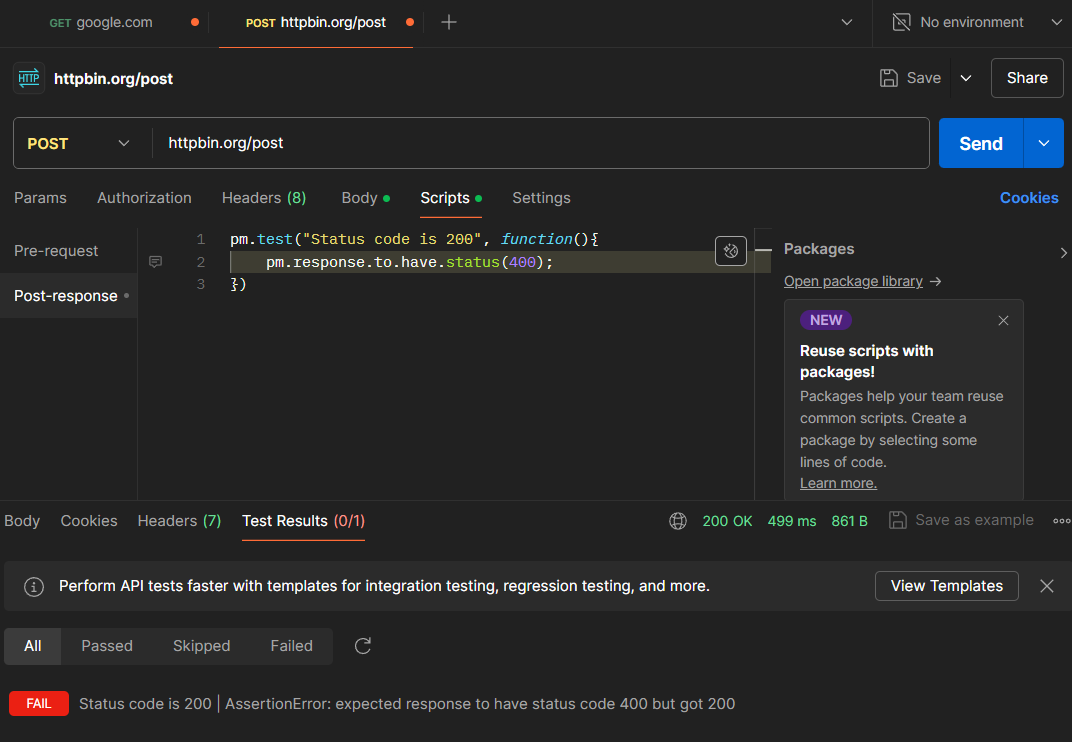 GET google.com
POST httpbin.org/post
No environment
HTTP httpbin.org/post
Save
Share
POST
httpbin.org/post
Send
Params Authorization Headers (8) Body Scripts Settings
Cookies
Pre-request
Post-response
1 pm.test("Status code is 200", function(){
2 pm.response.to.have.status(400);
3 })
Packages
Open package library →
NEW
Reuse scripts with
packages!
Packages help your team reuse
common scripts. Create a
package by selecting some
lines of code.
Learn more.
Body Cookies Headers (7) Test Results (0/1)
200 OK 499 ms 861 B Save as example
Perform API tests faster with templates for integration testing, regression testing, and more.
View Templates
All Passed Skipped Failed
FAIL Status code is 200 | AssertionError: expected response to have status code 400 but got 200